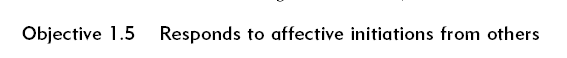 Objective 1.5 Responds to affective initiations from others